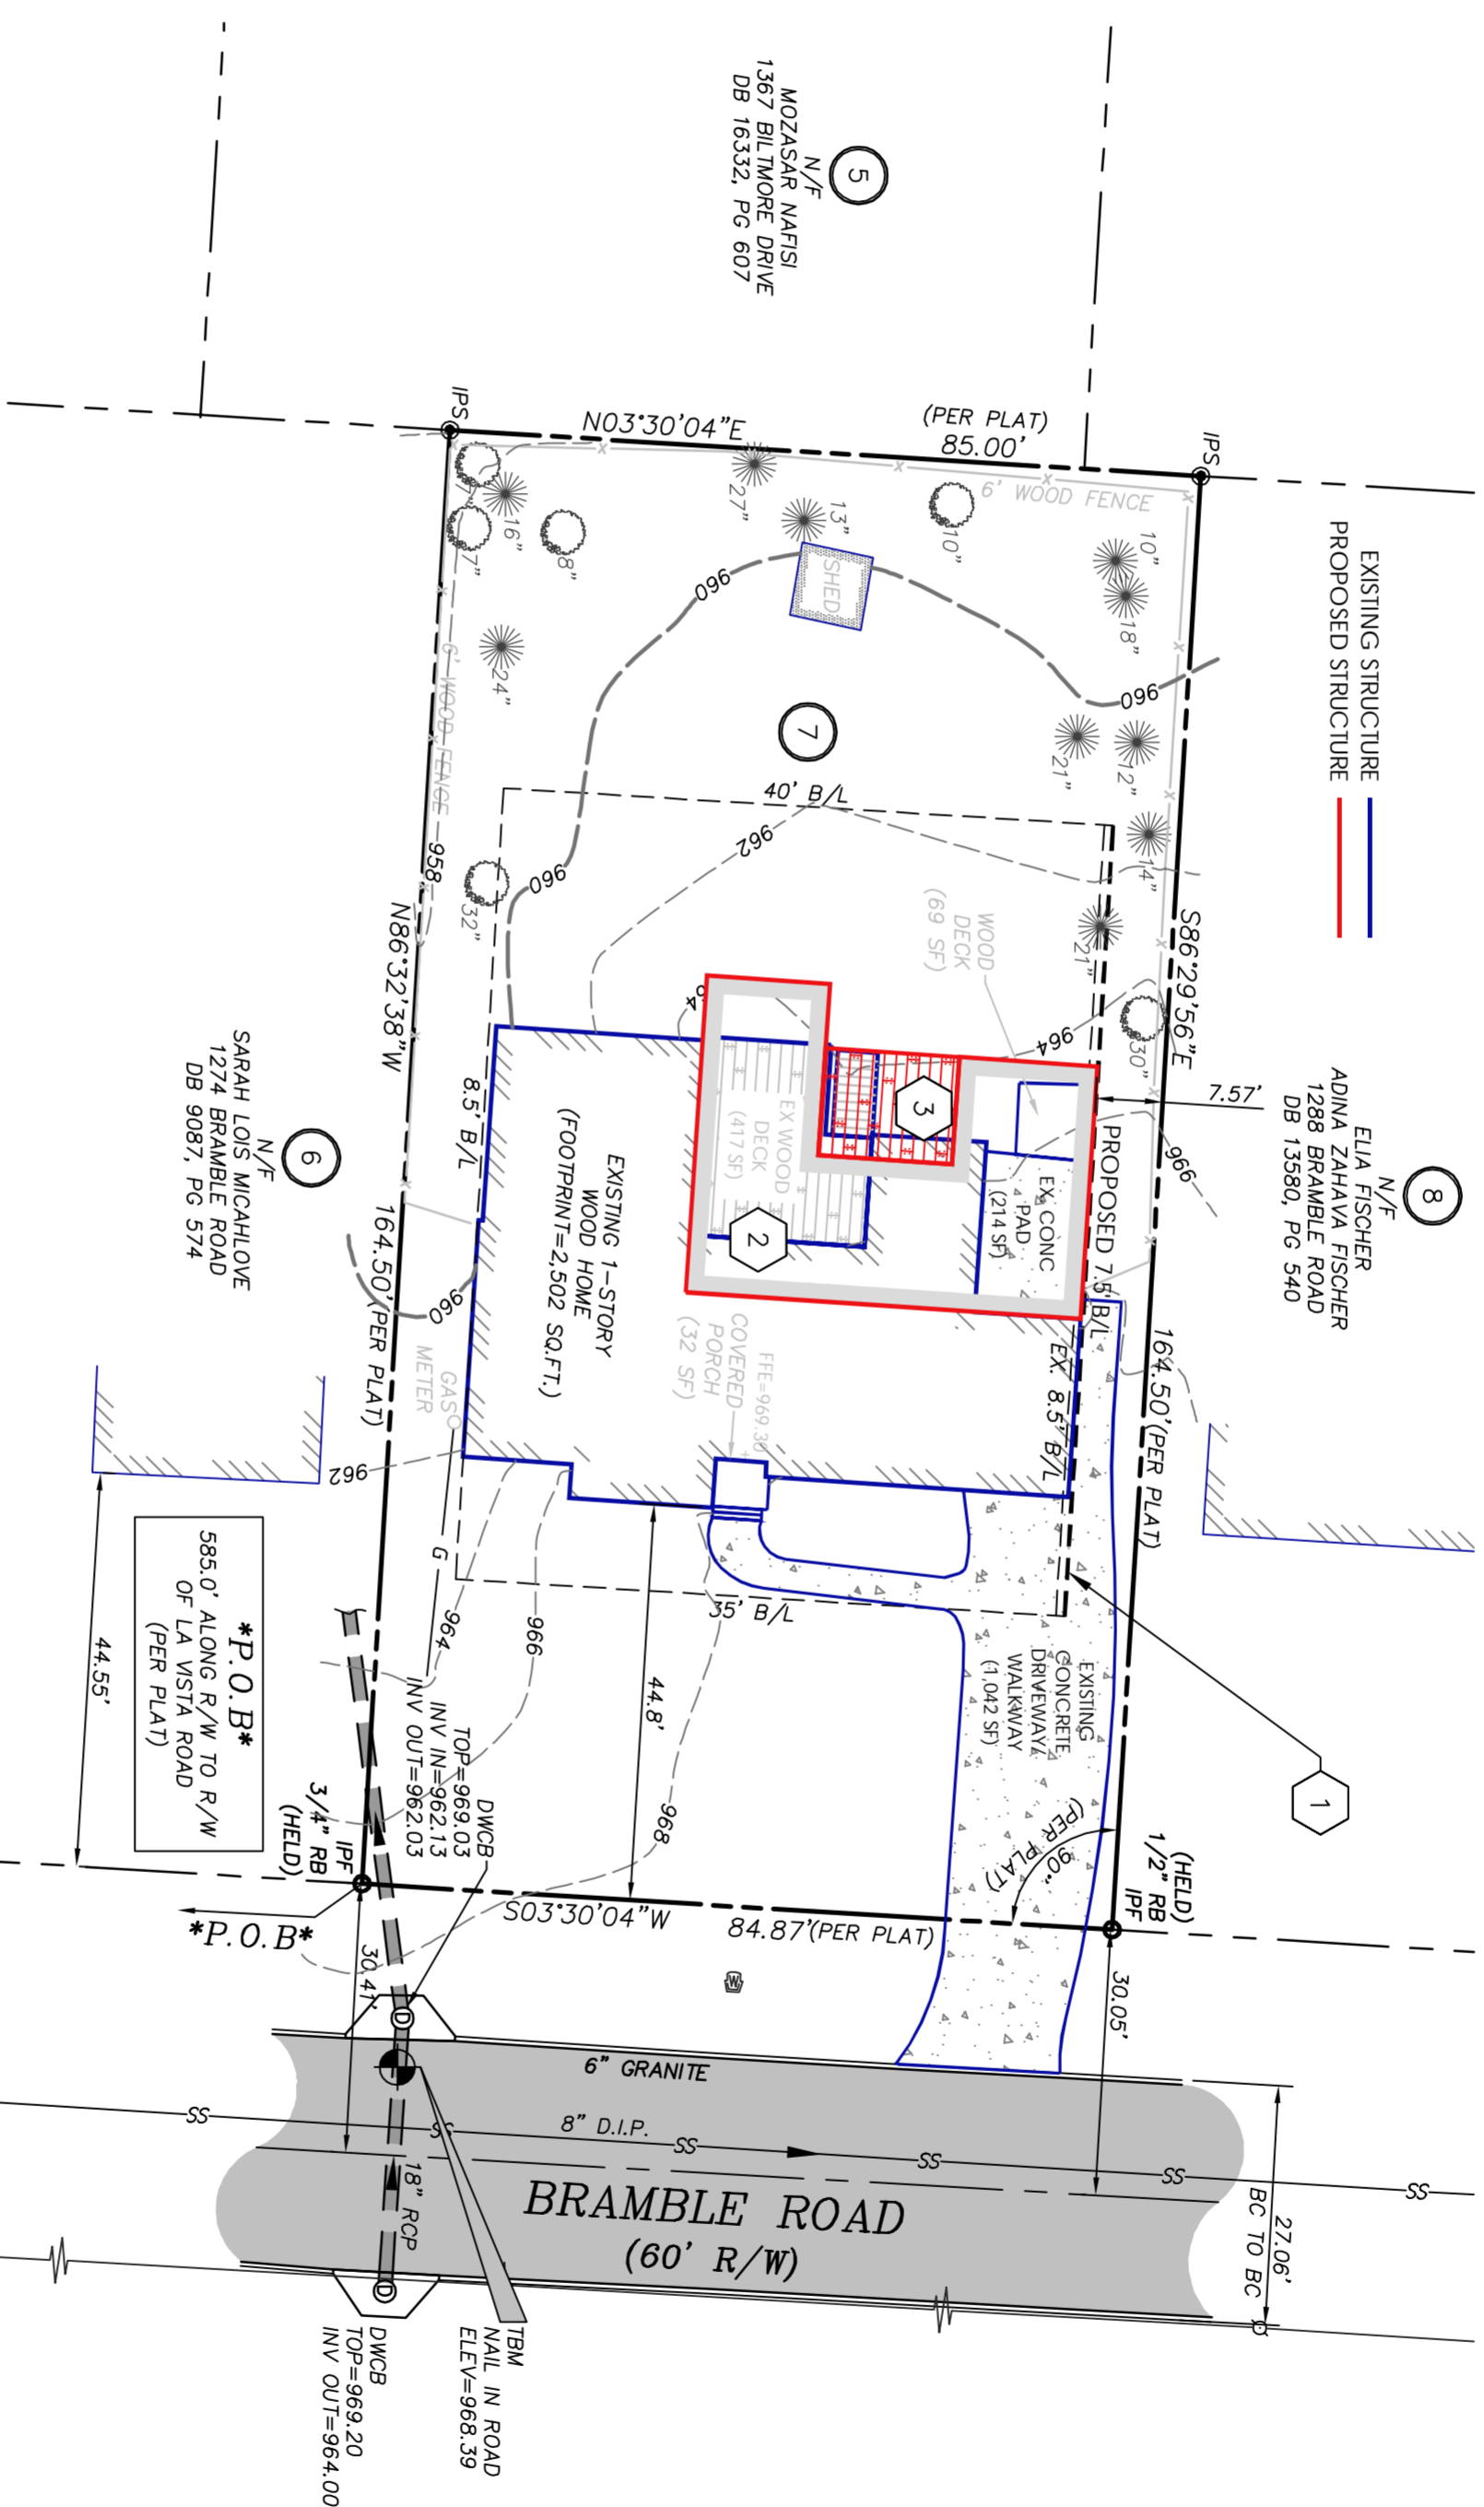 5
N/F
MOZASAR NAFISI
1367 BILTMORE DRIVE
DB 16332, PG 607
EXISTING STRUCTURE
PROPOSED STRUCTURE
IPS
N03°30'04"E
(PER PLAT)
85.00'
IPS
6' WOOD FENCE
7"
16"
7"
8"
27"
13"
10"
10"
18"
SHED
24"
960
960
21"
12"
14"
7
6' WOOD FENCE
958
32"
40' B/L
962
960
21"
30"
WOOD
DECK
(69 SF)
S86°29'56"E
164.50'(PER PLAT)
7.57'
8
N/F
ELIA FISCHER
ADINA ZAHAVA FISCHER
1288 BRAMBLE ROAD
DB 13580, PG 540
964
966
64
3
PROPOSED 7.5' B/L
EX. 8.5' B/L
EX. CONC
PAD
(214 SF)
EX WOOD
DECK
(417 SF)
2
EXISTING 1-STORY
WOOD HOME
(FOOTPRINT=2,502 SQ.FT.)
8.5' B/L
N86°32'38"W
164.50'(PER PLAT)
6
N/F
SARAH LOIS MICAHLOVE
1274 BRAMBLE ROAD
DB 9087, PG 574
960
GAS
METER
962
FFE=969.30
COVERED
PORCH
(32 SF)
G
964
966
35' B/L
44.8'
968
EXISTING
CONCRETE
DRIVEWAY/
WALKWAY
(1,042 SF)
1
90°
(PER PLAT)
(HELD)
1/2" RB
IPF
44.55'
*P.O.B*
585.0' ALONG R/W TO R/W
OF LA VISTA ROAD
(PER PLAT)
DWCB
TOP=969.03
INV IN=962.13
INV OUT=962.03
IPF
3/4" RB
(HELD)
*P.O.B*
S03°30'04"W
84.87'(PER PLAT)
30.41'
30.05'
W
D
6" GRANITE
8" D.I.P.
SS
SS
SS
SS
SS
SS
18" RCP
BRAMBLE ROAD
(60' R/W)
27.06'
BC TO BC
D
TBM
NAIL IN ROAD
ELEV=968.39
DWCB
TOP=969.20
INV OUT=964.00